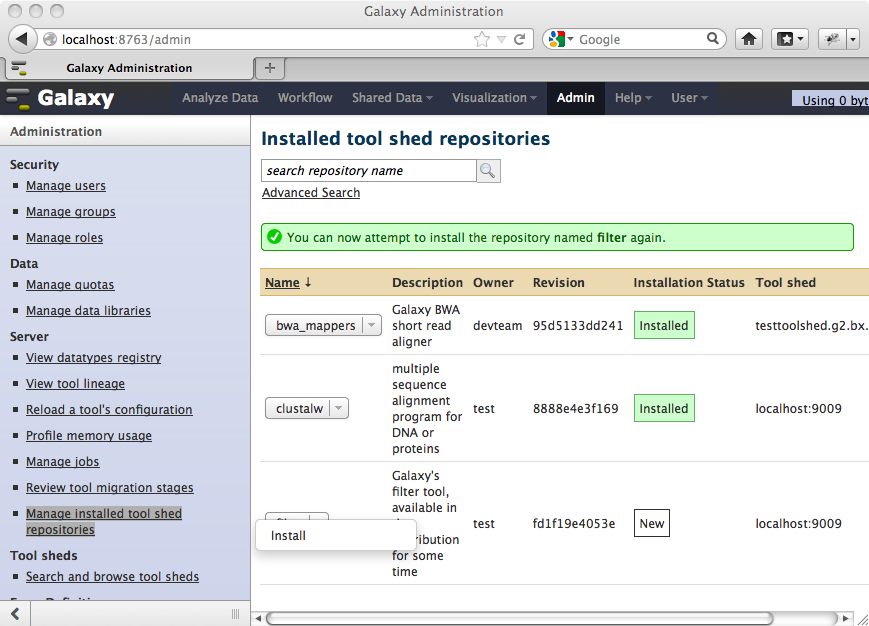 Galaxy Administration
localhost:8763/admin
Google
Galaxy Administration
Galaxy
Analyze Data
Workflow
Shared Data
Visualization
Admin
Help
User
Using 0 byt
Administration
Security
Manage users
Manage groups
Manage roles
Data
Manage quotas
Manage data libraries
Server
View datatypes registry
View tool lineage
Reload a tool's configuration
Profile memory usage
Manage jobs
Review tool migration stages
Manage installed tool shed
repositories
Tool sheds
Search and browse tool sheds
Installed tool shed repositories
search repository name
Advanced Search
You can now attempt to install the repository named filter again.
Name ↓ Description Owner Revision Installation Status Tool shed
bwa_mappers
Galaxy BWA
short read
aligner
devteam
95d5133dd241
Installed
testtoolshed.g2.bx.
clustalw
multiple
sequence
alignment
program for
DNA or
proteins
test
8888e4e3f169
Installed
localhost:9009
Galaxy's
filter tool,
available in
tribution
for some
time
test
fd1f19e4053e
New
localhost:9009
Install